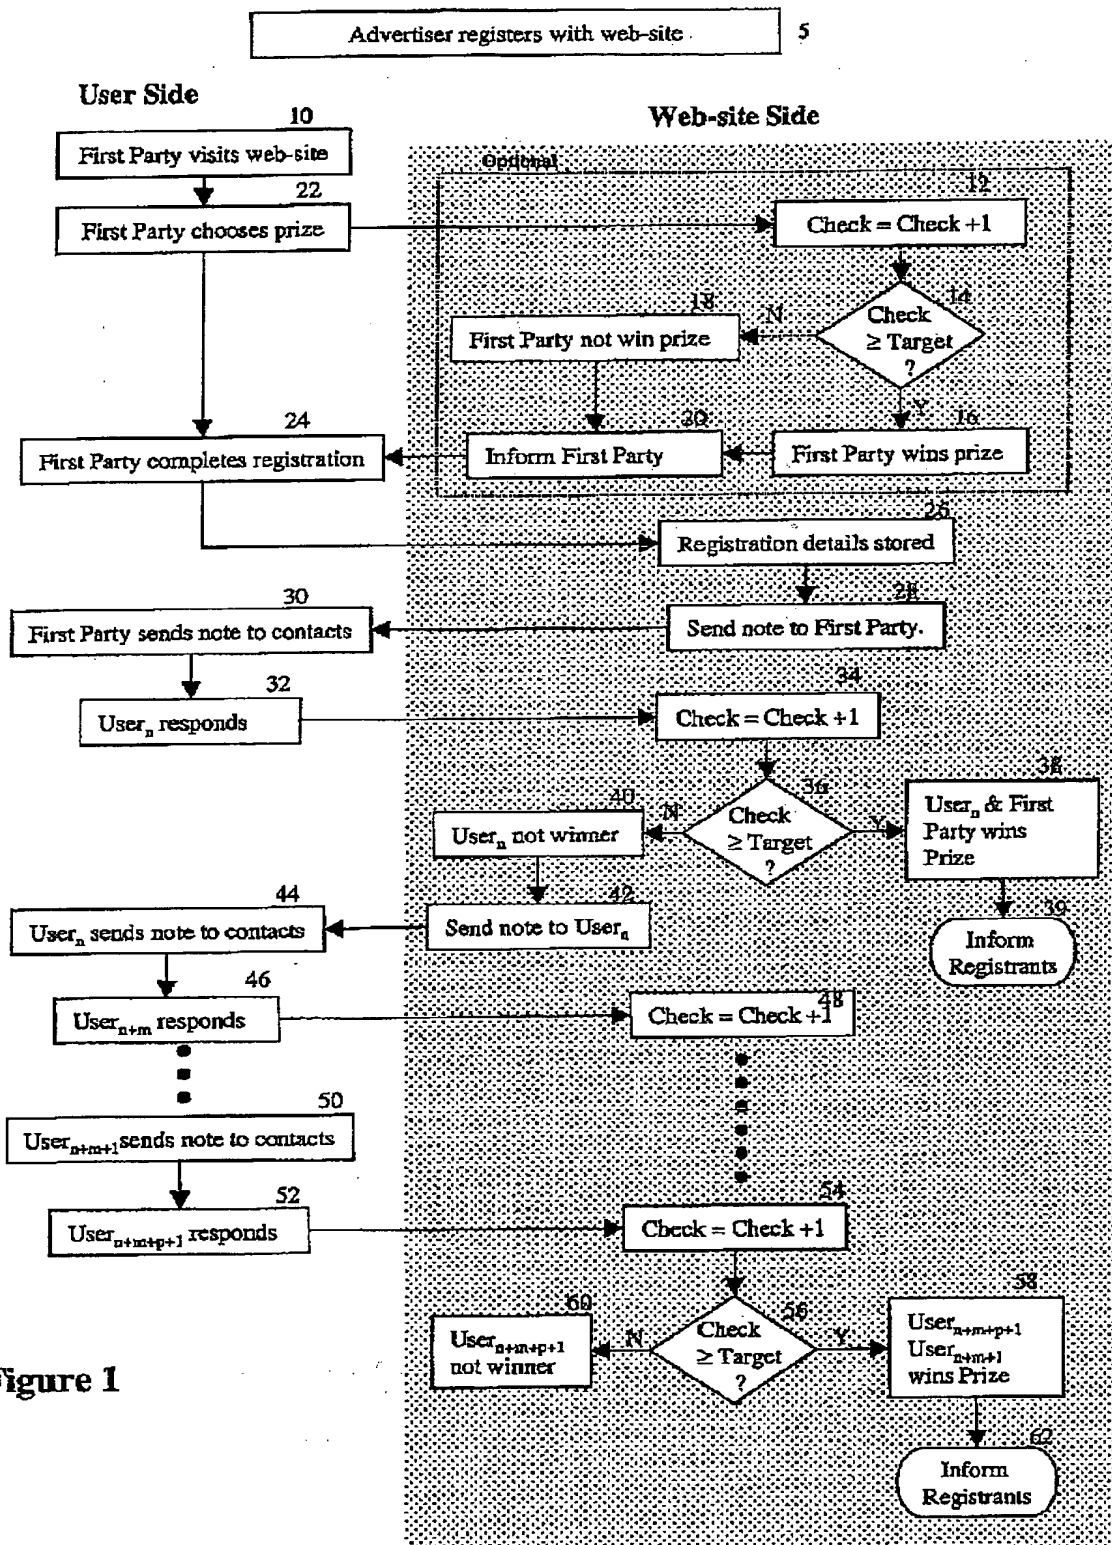 Advertiser registers with web-site 5
User Side
Web-site Side
10
First Party visits web-site
Optional
22
First Party chooses prize
12
Check = Check +1
14
Check
≥ Target
?
N
Y
18
First Party not win prize
16
First Party wins prize
20
Inform First Party
24
First Party completes registration
26
Registration details stored
28
Send note to First Party.
30
First Party sends note to contacts
32
Userₙ responds
34
Check = Check +1
36
Check
≥ Target
?
N
Y
38
Userₙ & First
Party wins
Prize
39
Inform
Registrants
40
Userₙ not winner
42
Send note to Userₙ
44
Userₙ sends note to contacts
46
Userₙ₊ₘ responds
48
Check = Check +1
50
Userₙ₊ₘ₊₁ sends note to contacts
52
Userₙ₊ₘ₊ₚ₊₁ responds
54
Check = Check +1
56
Check
≥ Target
?
N
Y
60
Userₙ₊ₘ₊ₚ₊₁
not winner
58
Userₙ₊ₘ₊ₚ₊₁
Userₙ₊ₘ₊₁
wins Prize
62
Inform
Registrants
igure 1